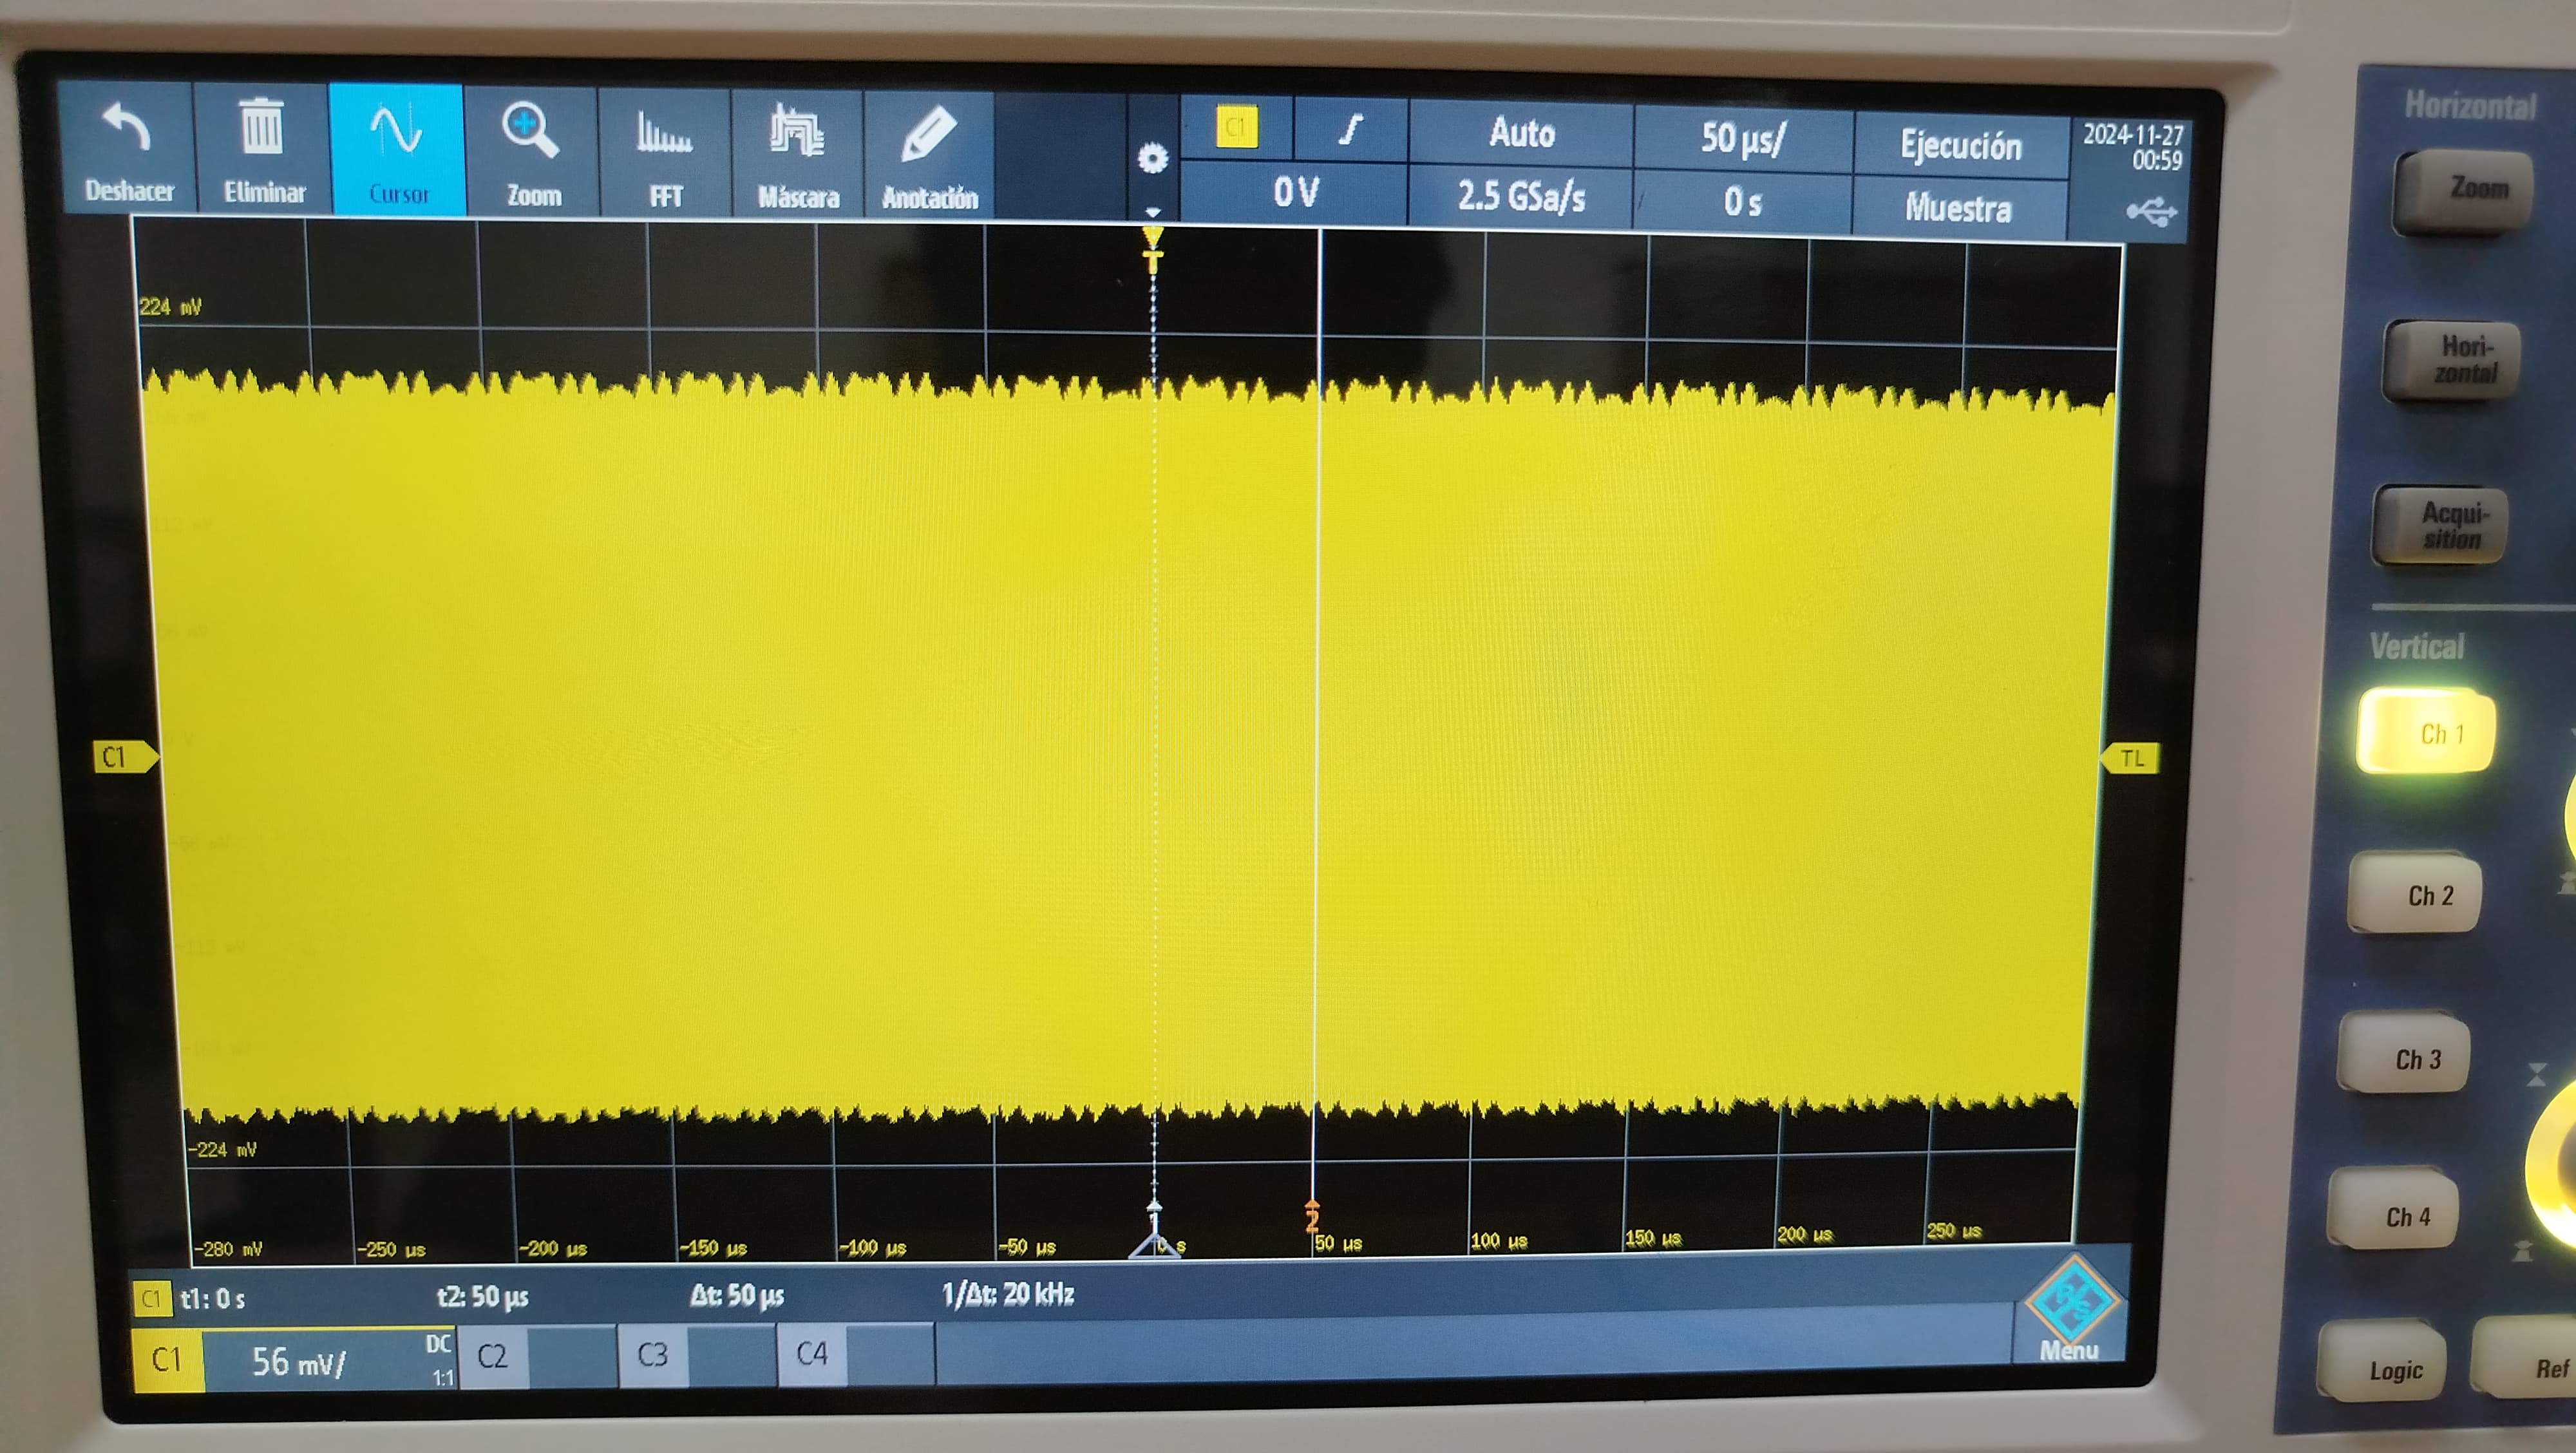 Deshacer
Eliminar
Cursor
Zoom
FFT
Máscara
Anotación
C1
Auto
50 µs/
Ejecución
2024-11-27
00:59
0 V
2.5 GSa/s
0 s
Muestra
T
224 mV
C1
TL
-224 mV
-280 mV
-250 µs
-200 µs
-150 µs
-100 µs
-50 µs
1
0 s
2
50 µs
100 µs
150 µs
200 µs
250 µs
C1 t1: 0 s
t2: 50 µs
Δt: 50 µs
1/Δt: 20 kHz
C1
56 mV/
DC
1:1
C2
C3
C4
Menu
Horizontal
Zoom
Hori-
zontal
Acqui-
sition
Vertical
Ch 1
Ch 2
Ch 3
Ch 4
Logic
Ref